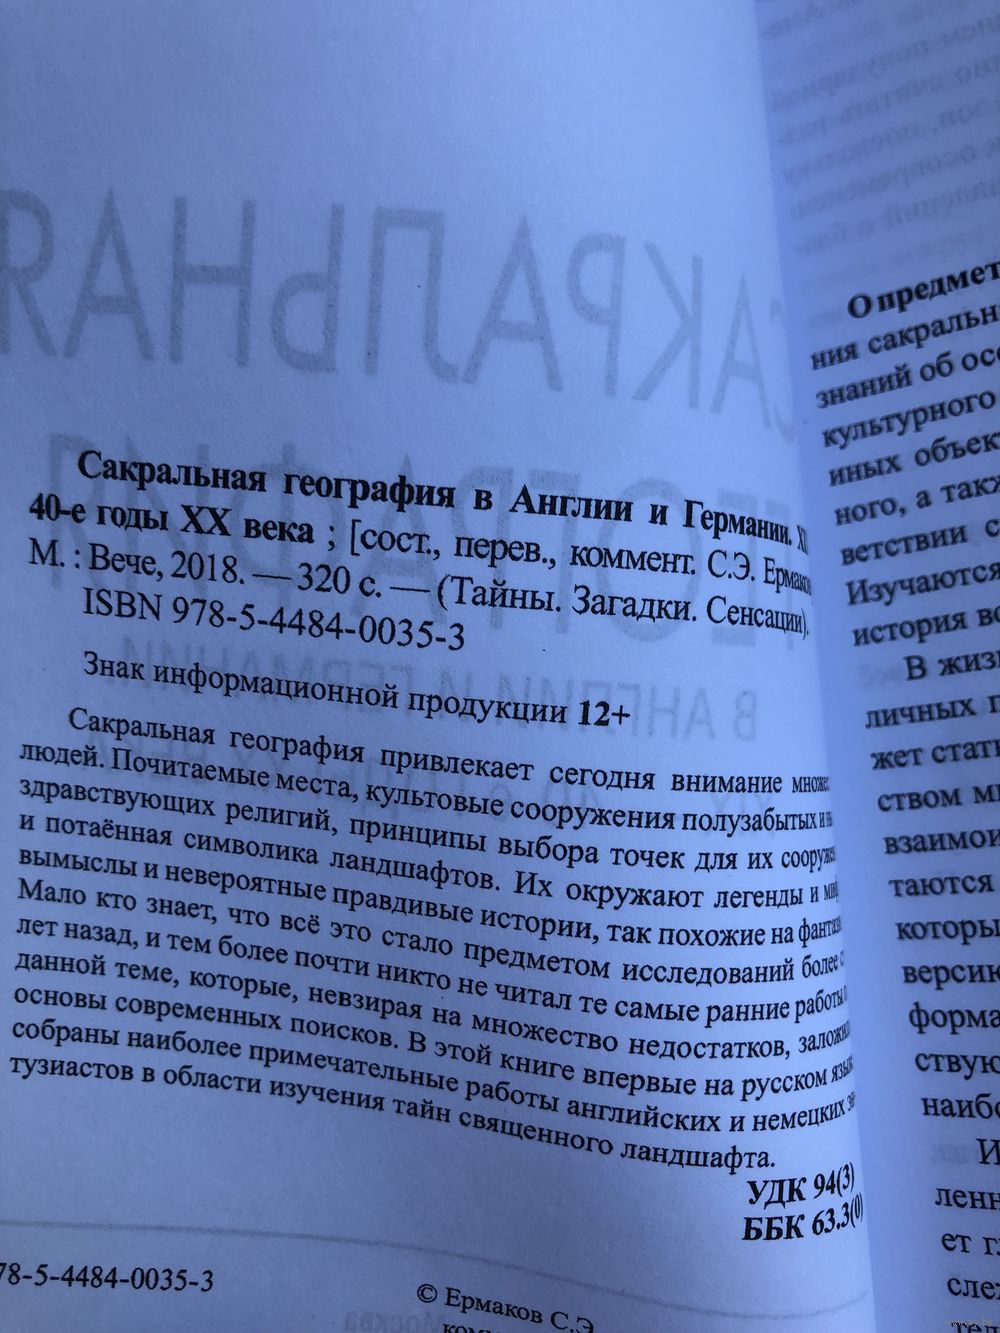 Сакральная география в Англии и Германии.
40-е годы XX века ; [сост., перев., коммент. С.Э.
М. : Вече, 2018. — 320 с. — (Тайны. Загадки. Сенсации).
ISBN 978-5-4484-0035-3
Знак информационной продукции 12+
Сакральная география привлекает сегодня внимание
людей. Почитаемые места, культовые сооружения полузабытых и
здравствующих религий, принципы выбора точек для их
и потаённая символика ландшафтов. Их окружают легенды и
вымыслы и невероятные правдивые истории, так похожие на
Мало кто знает, что всё это стало предметом исследований более
лет назад, и тем более почти никто не читал те самые ранние работы
данной теме, которые, невзирая на множество недостатков,
основы современных поисков. В этой книге впервые на русском
собраны наиболее примечательные работы английских и немецких
тузиастов в области изучения тайн священного ландшафта.
УДК 94(3)
ББК 63.3(0)
78-5-4484-0035-3
© Ермаков С.Э.
О предмет
ния сакральн
знаний об осо
культурного
иных объек
ного, а такж
ветствии с
Изучаются
история во
В жизн
личных п
жет стати
ством ми
взаимои
таются
которы
версию
форма
ствую
наибо
И
ленн
ет г
слеж